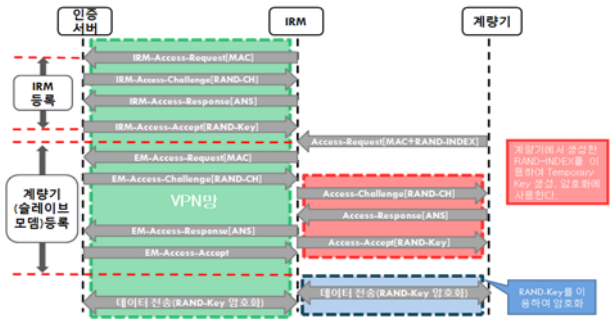 인증
서버
IRM
계량기
IRM-Access-Request[MAC]
IRM-Access-Challenge[RAND-CH]
IRM
등록
IRM-Access-Response[ANS]
IRM-Access-Accept[RAND-Key]
Access-Request[MAC+RAND-INDEX]
EM-Access-Request[MAC]
계량기에서 생성한
RAND-INDEX를 이
용하여 Temporary
Key 생성, 암호화에
사용한다.
EM-Access-Challenge[RAND-CH]
계량기
(슬레이브
모뎀)등록
VPN망
Access-Challenge[RAND-CH]
Access-Response[ANS]
EM-Access-Response[ANS]
Access-Accept[RAND-Key]
EM-Access-Accept
데이터 전송(RAND-Key 암호화)
데이터 전송(RAND-Key 암호화)
RAND-Key를 이
용하여 암호화